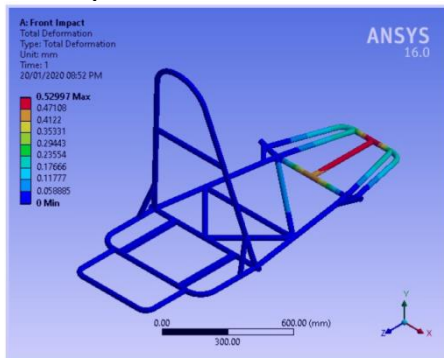 A: Front Impact
Total Deformation
Type: Total Deformation
Unit: mm
Time: 1
20/01/2020 08:52 PM
ANSYS
16.0
0.52997 Max
0.47108
0.4122
0.35331
0.29443
0.23554
0.17666
0.11777
0.058885
0 Min
0.00
600.00 (mm)
300.00
Y
Z
X